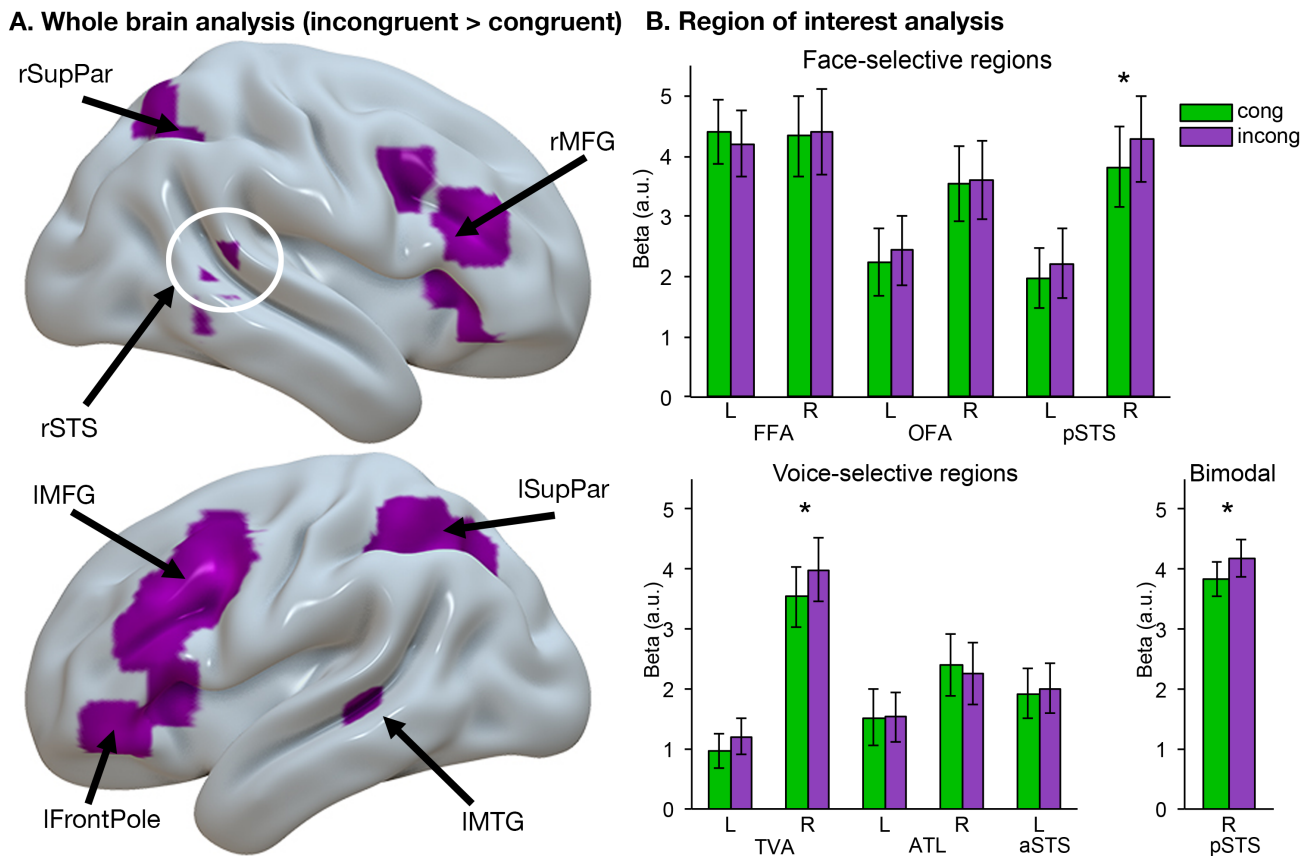 A. Whole brain analysis (incongruent > congruent)
rSupPar
rMFG
rSTS
lMFG
lSupPar
lFrontPole
lMTG
B. Region of interest analysis
Face-selective regions
*
cong
incong
Beta (a.u.)
5
4
3
2
1
0
L R L R L R
FFA OFA pSTS
Voice-selective regions
*
Beta (a.u.)
5
4
3
2
1
0
L R L R L
TVA ATL aSTS
Bimodal
*
Beta (a.u.)
5
4
3
2
1
0
R
pSTS